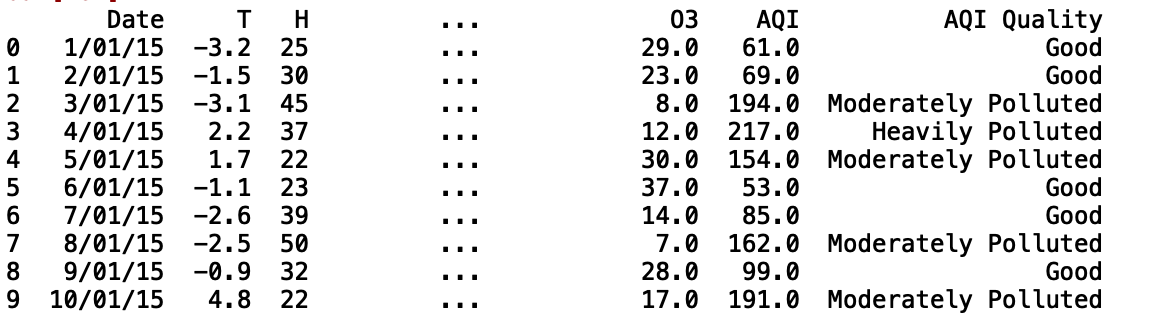 Date T H ... O3 AQI AQI Quality
0 1/01/15 −3.2 25 ... 29.0 61.0 Good
1 2/01/15 −1.5 30 ... 23.0 69.0 Good
2 3/01/15 −3.1 45 ... 8.0 194.0 Moderately Polluted
3 4/01/15 2.2 37 ... 12.0 217.0 Heavily Polluted
4 5/01/15 1.7 22 ... 30.0 154.0 Moderately Polluted
5 6/01/15 −1.1 23 ... 37.0 53.0 Good
6 7/01/15 −2.6 39 ... 14.0 85.0 Good
7 8/01/15 −2.5 50 ... 7.0 162.0 Moderately Polluted
8 9/01/15 −0.9 32 ... 28.0 99.0 Good
9 10/01/15 4.8 22 ... 17.0 191.0 Moderately Polluted